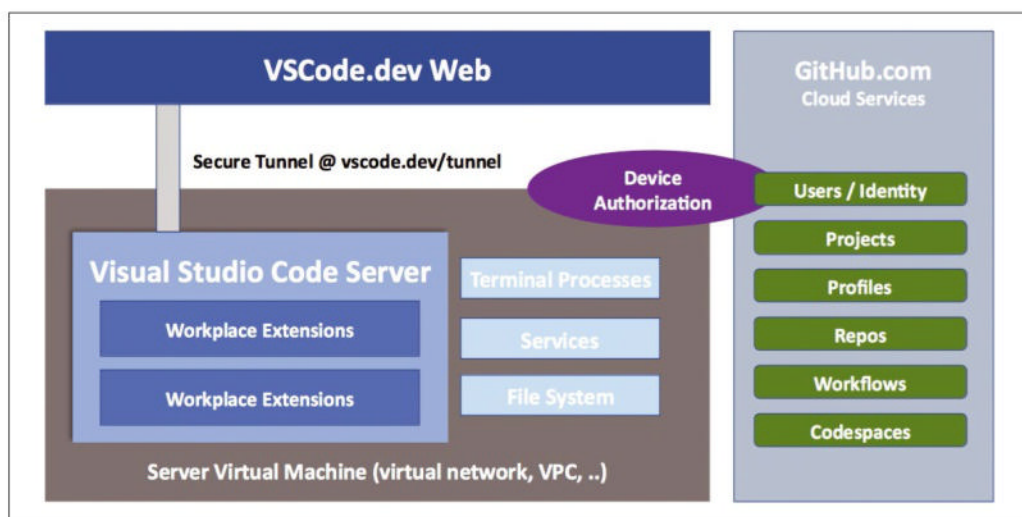 VSCode.dev Web
Secure Tunnel @ vscode.dev/tunnel
Device
Authorization
Visual Studio Code Server
Workplace Extensions
Workplace Extensions
Terminal Processes
Services
File System
Server Virtual Machine (virtual network, VPC, ..)
GitHub.com
Cloud Services
Users / Identity
Projects
Profiles
Repos
Workflows
Codespaces